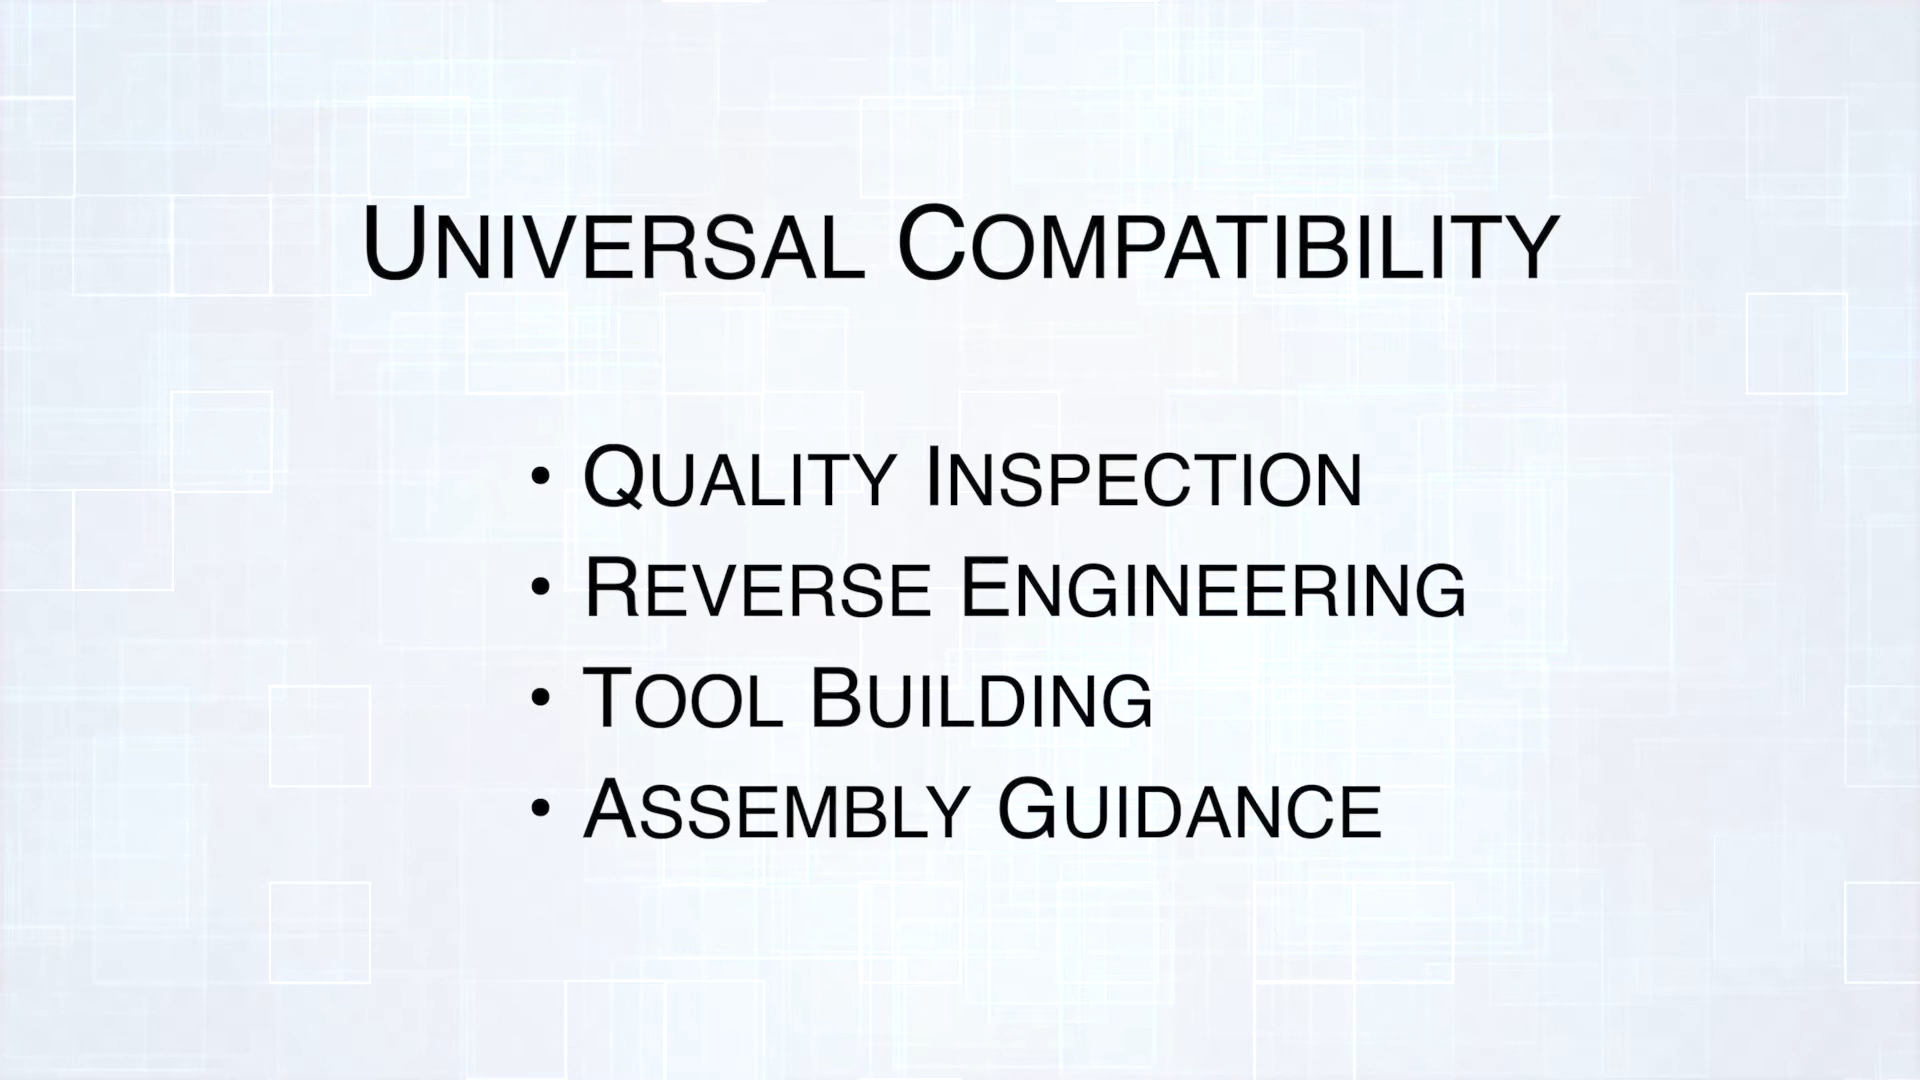 Universal Compatibility
• Quality Inspection
• Reverse Engineering
• Tool Building
• Assembly Guidance